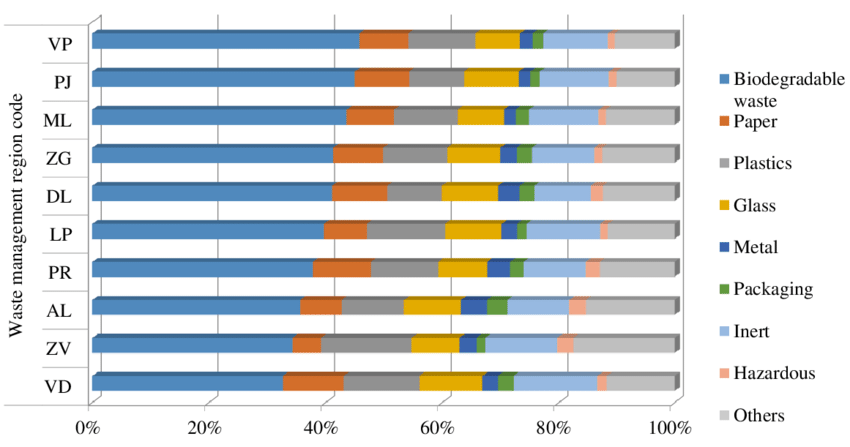 Waste management region code
VP
PJ
ML
ZG
DL
LP
PR
AL
ZV
VD
0%
20%
40%
60%
80%
100%
Biodegradable
waste
Paper
Plastics
Glass
Metal
Packaging
Inert
Hazardous
Others